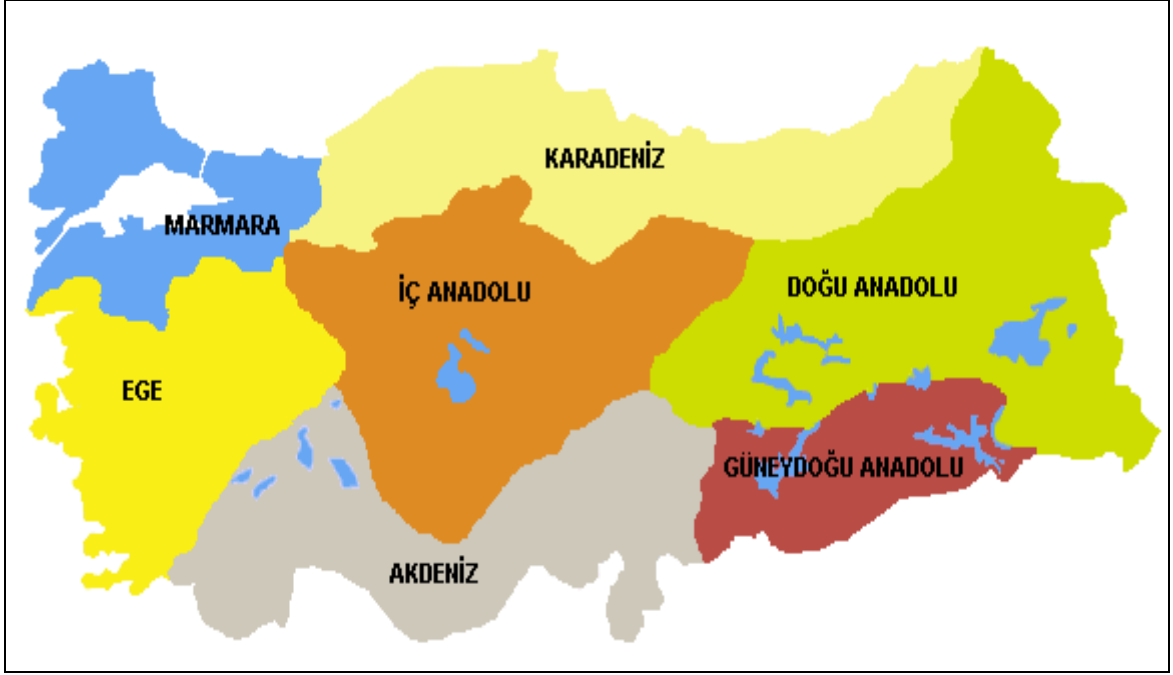 KARADENİZ
MARMARA
İÇ ANADOLU
DOĞU ANADOLU
EGE
GÜNEYDOĞU ANADOLU
AKDENİZ